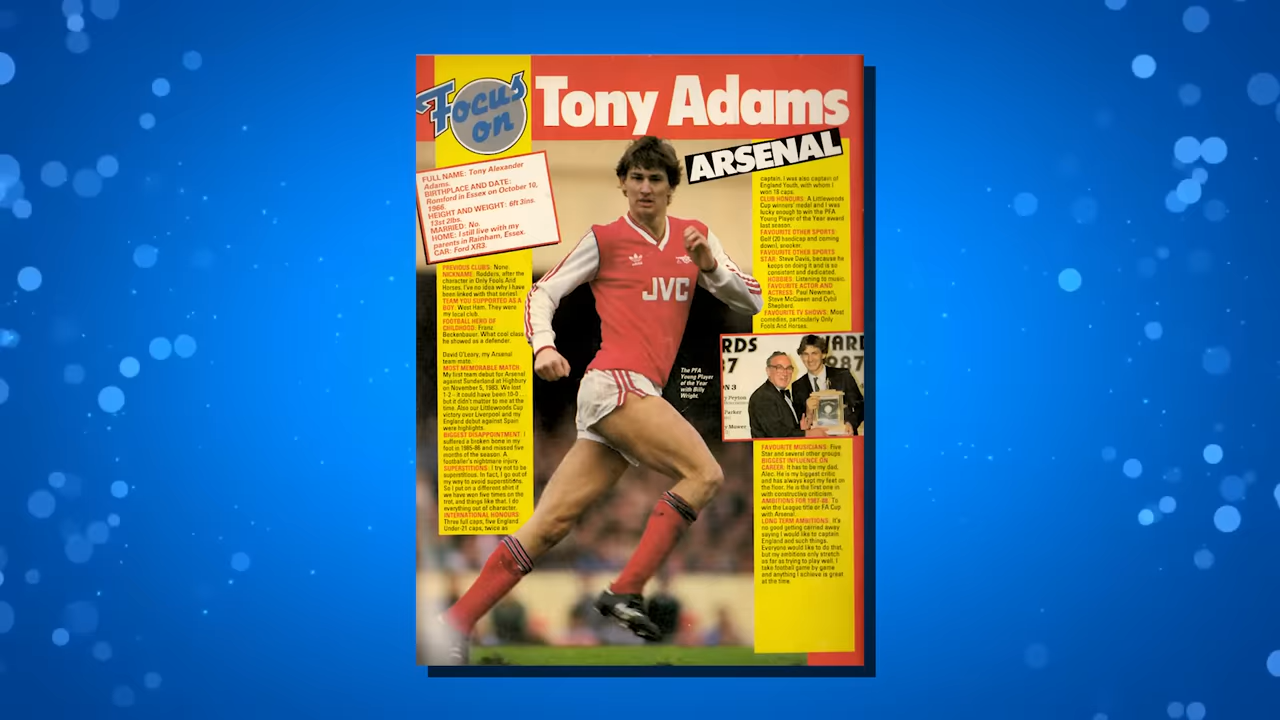 Focus
on
Tony Adams
ARSENAL
FULL NAME: Tony Alexander
Adams.
BIRTHPLACE AND DATE:
Romford in Essex on October 10,
1966.
HEIGHT AND WEIGHT: 6ft 3ins.
13st 2lbs.
MARRIED: No.
HOME: I still live with my
parents in Rainham, Essex.
CAR: Ford XR3.
PREVIOUS CLUBS: None.
NICKNAME: Rodders, after the
character in Only Fools And
Horses. I've no idea why I have
been linked with that series!
TEAM YOU SUPPORTED AS A
BOY: West Ham. They were
my local club.
FOOTBALL HERO OF
CHILDHOOD: Franz
Beckenbauer. What cool class
he showed as a defender.
David O'Leary, my Arsenal
team mate.
MOST MEMORABLE MATCH:
My first team debut for Arsenal
against Sunderland at Highbury
on November 5, 1983. We lost
1-2 – it could have been 10-0 . . .
but it didn't matter to me at the
time. Also our Littlewoods Cup
victory over Liverpool and my
England debut against Spain
were highlights.
BIGGEST DISAPPOINTMENT: I
suffered a broken bone in my
foot in 1985-86 and missed five
months of the season. A
footballer's nightmare injury
SUPERSTITIONS: I try not to be
superstitious. In fact, I go out of
my way to avoid superstitions.
So I put on a different shirt if
we have won five times on the
trot, and things like that. I do
everything out of character.
INTERNATIONAL HONOURS:
Three full caps, five England
Under-21 caps, twice as
captain. I was also captain of
England Youth, with whom I
won 18 caps.
CLUB HONOURS: A Littlewoods
Cup winners' medal and I was
lucky enough to win the PFA
Young Player of the Year award
last season.
FAVOURITE OTHER SPORTS:
Golf (20 handicap and coming
down), snooker.
FAVOURITE OTHER SPORTS
STAR: Steve Davis, because he
keeps on doing it and is so
consistent and dedicated.
HOBBIES: Listening to music.
FAVOURITE ACTOR AND
ACTRESS: Paul Newman,
Steve McQueen and Cybil
Shepherd.
FAVOURITE TV SHOWS: Most
comedies, particularly Only
Fools And Horses.
JVC
The PFA
Young Player
of the Year
with Billy
Wright.
RDS
WARD
7
1987
ON 3
y Peyton
Parker
y Mower
FAVOURITE MUSICIANS: Five
Star and several other groups.
BIGGEST INFLUENCE ON
CAREER: It has to be my dad,
Alec. He is my biggest critic
and has always kept my feet on
the floor. He is the first one in
with constructive criticism.
AMBITIONS FOR 1987-88: To
win the League title or FA Cup
with Arsenal.
LONG TERM AMBITIONS: It's
no good getting carried away
saying I would like to captain
England and such things.
Everyone would like to do that,
but my ambitions only stretch
as far as trying to play well. I
take football game by game
and anything I achieve is great
at the time.